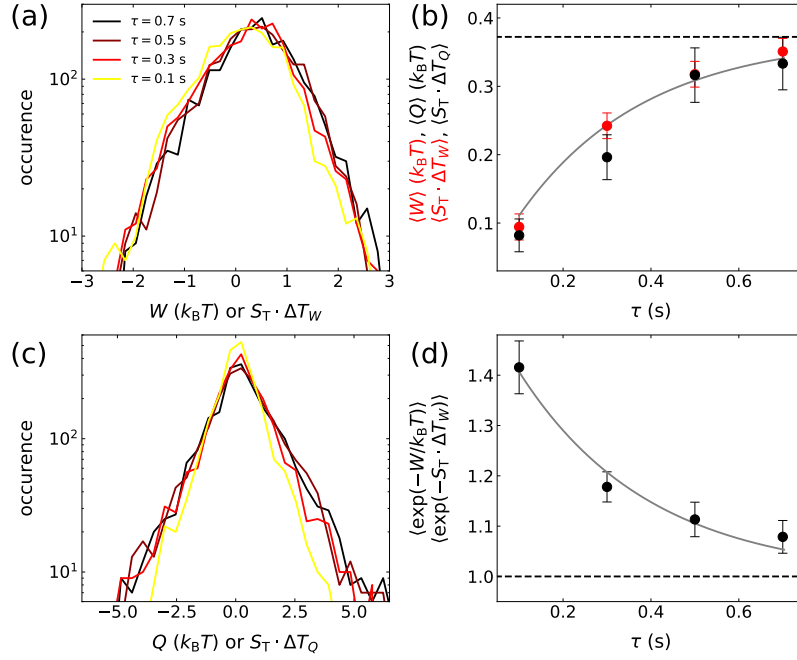 (a)
τ = 0.7 s
τ = 0.5 s
τ = 0.3 s
τ = 0.1 s
10²
10¹
occurence
−3 −2 −1 0 1 2 3
W (k_BT) or S_T · ΔT_W
(b)
0.4
0.3
0.2
0.1
⟨W⟩ (k_BT), ⟨Q⟩ (k_BT)
⟨S_T · ΔT_W⟩, ⟨S_T · ΔT_Q⟩
0.2 0.4 0.6
τ (s)
(c)
10²
10¹
occurence
−5.0 −2.5 0.0 2.5 5.0
Q (k_BT) or S_T · ΔT_Q
(d)
1.4
1.3
1.2
1.1
1.0
⟨exp(−W/k_BT)⟩
⟨exp(−S_T · ΔT_W)⟩
0.2 0.4 0.6
τ (s)